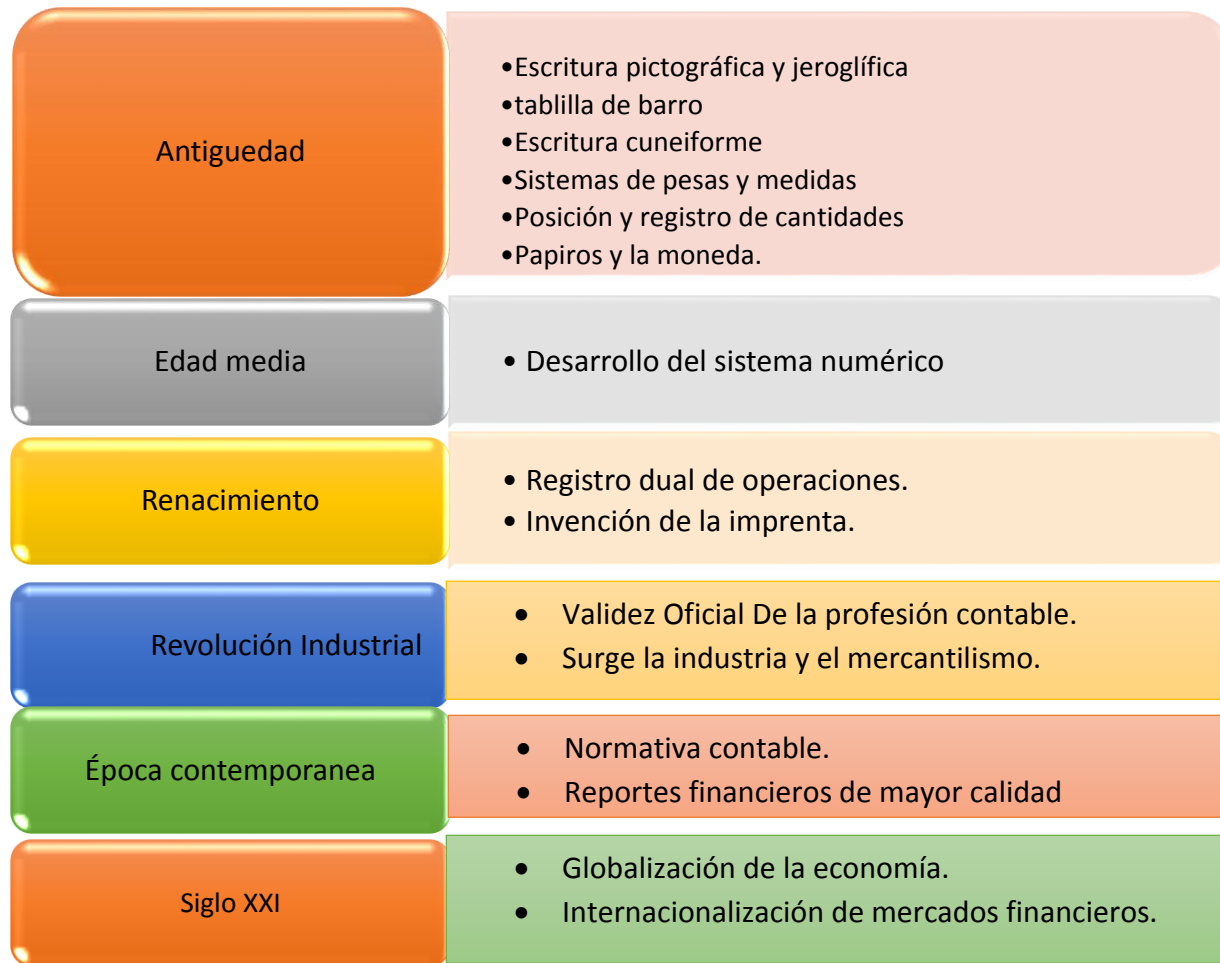 Antiguedad
•Escritura pictográfica y jeroglífica
•tablilla de barro
•Escritura cuneiforme
•Sistemas de pesas y medidas
•Posición y registro de cantidades
•Papiros y la moneda.
Edad media
• Desarrollo del sistema numérico
Renacimiento
• Registro dual de operaciones.
• Invención de la imprenta.
Revolución Industrial
• Validez Oficial De la profesión contable.
• Surge la industria y el mercantilismo.
Época contemporanea
• Normativa contable.
• Reportes financieros de mayor calidad
Siglo XXI
• Globalización de la economía.
• Internacionalización de mercados financieros.